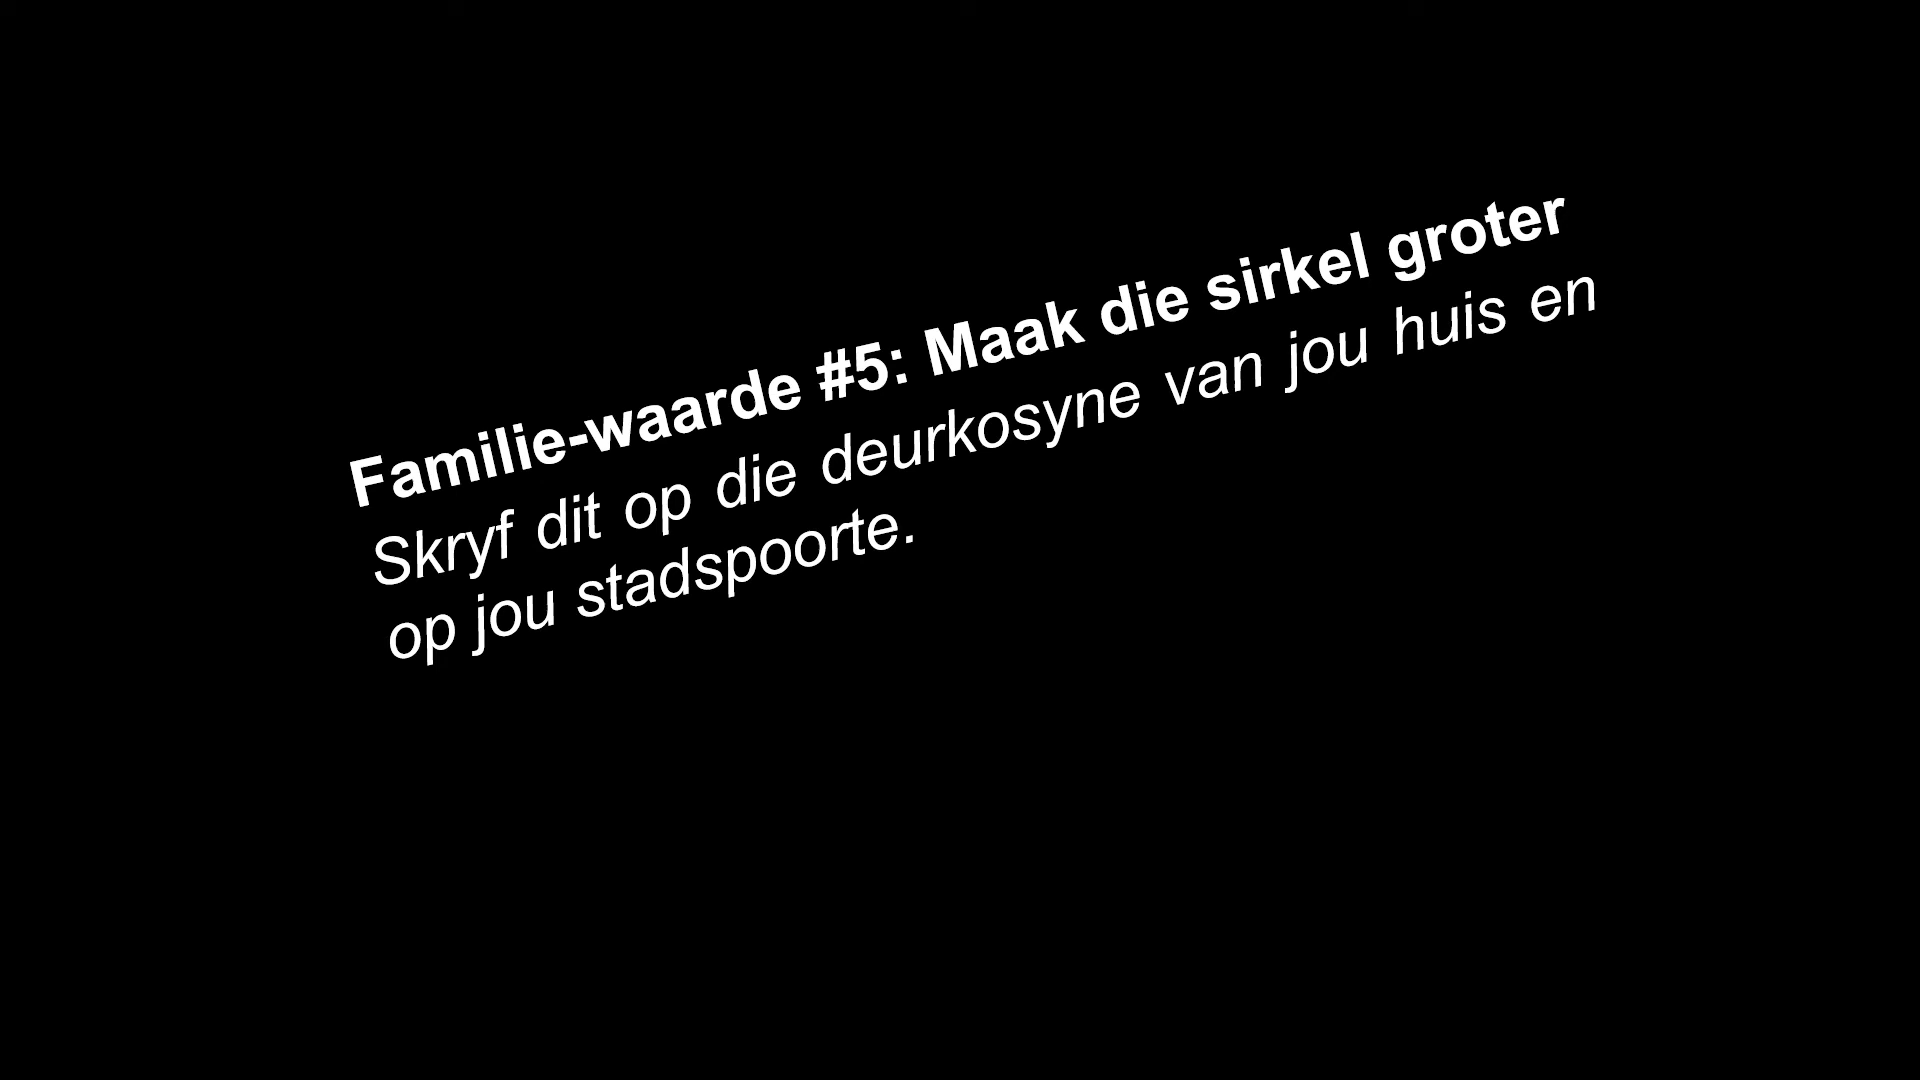 Familie-waarde #5: Maak die sirkel groter
Skryf dit op die deurkosyne van jou huis en
op jou stadspoorte.